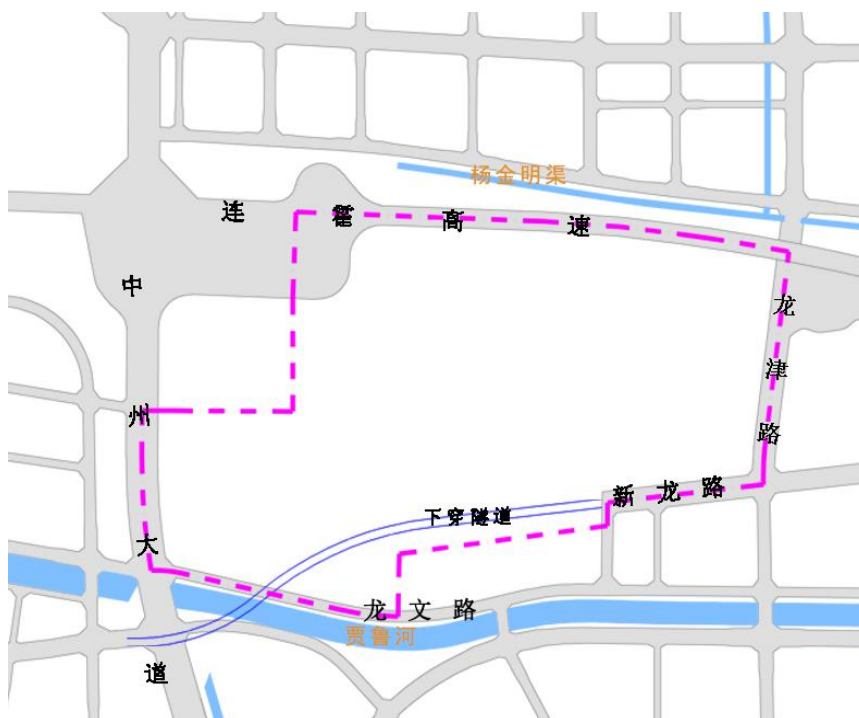 杨金明渠
连霍高速
中州大道
龙津路
新龙路
下穿隧道
龙文路
贾鲁河